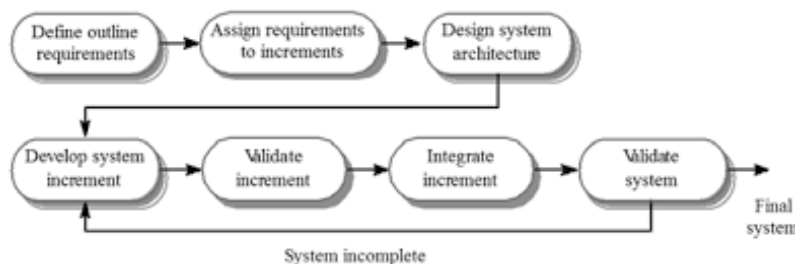 Define outline
requirements
Assign requirements
to increments
Design system
architecture
Develop system
increment
Validate
increment
Integrate
increment
Validate
system
Final
system
System incomplete